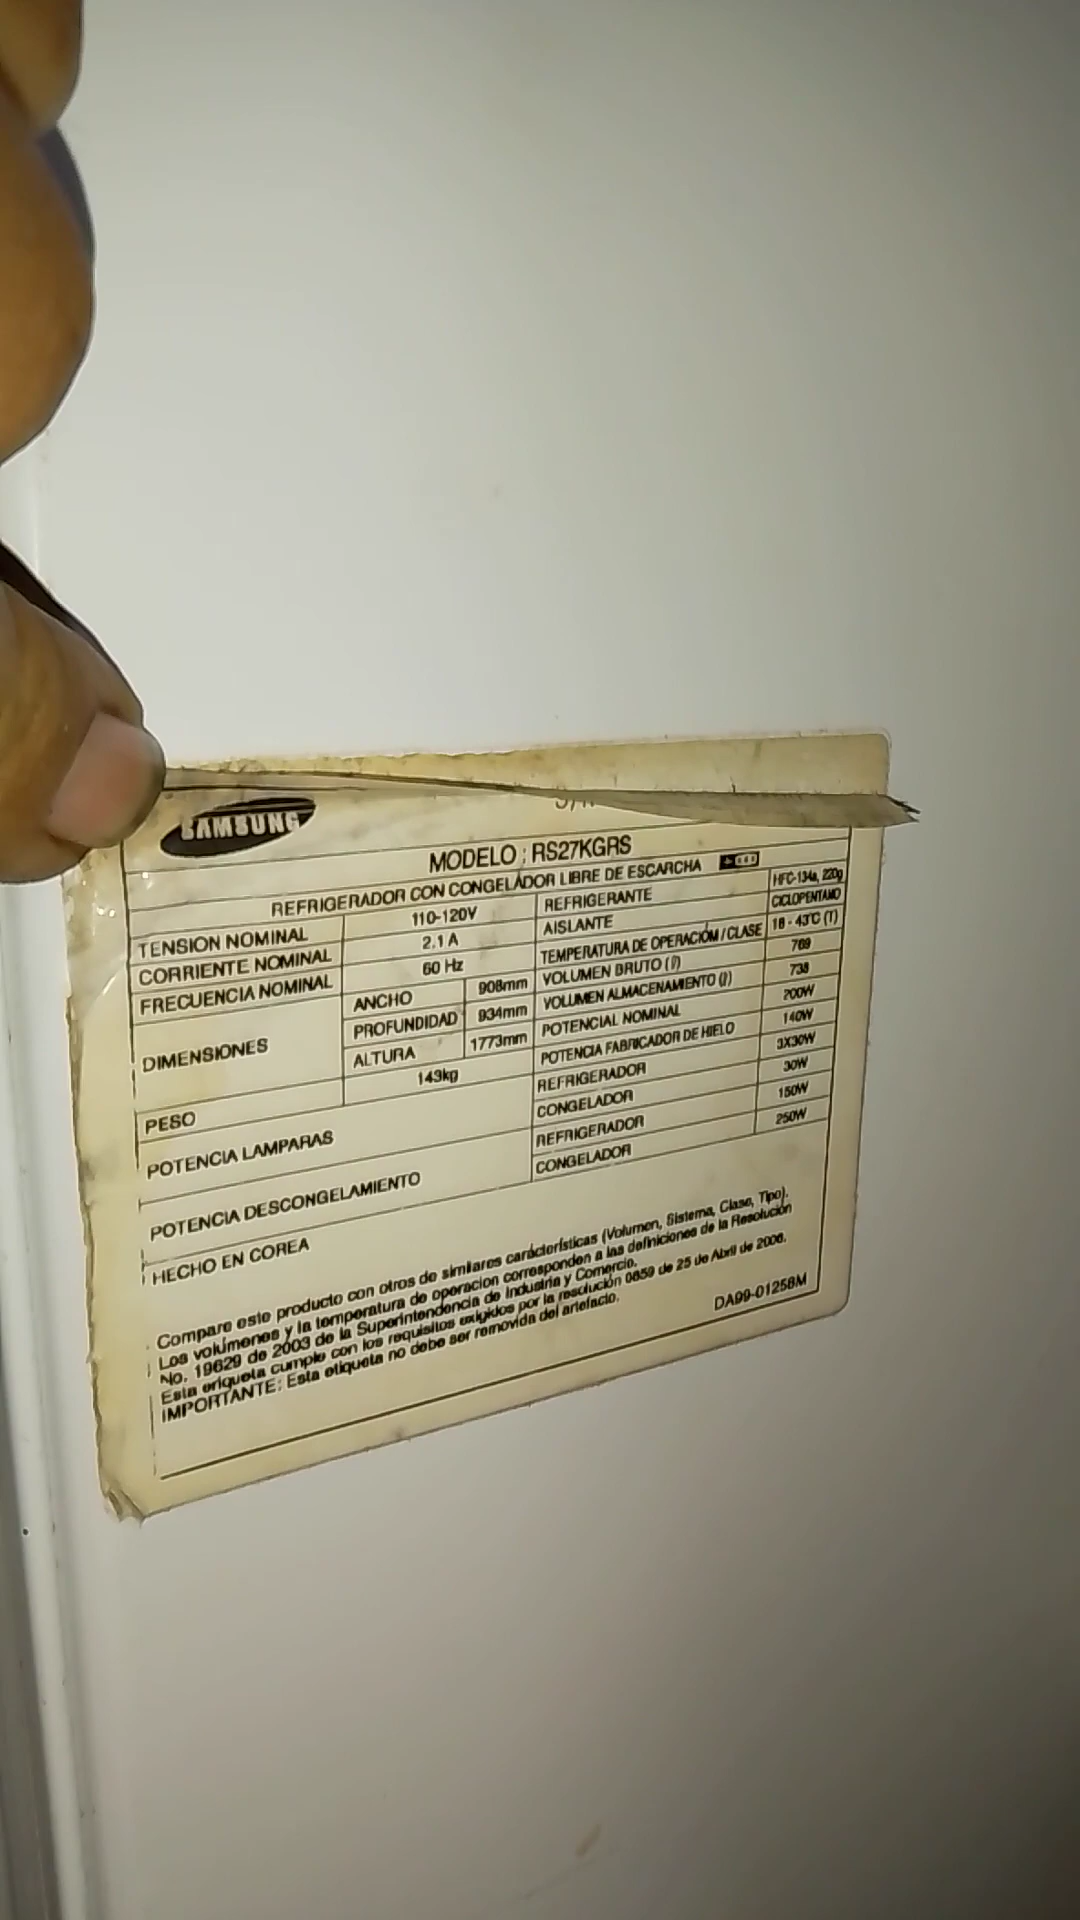 SAMSUNG
MODELO : RS27KGRS
REFRIGERADOR CON CONGELADOR LIBRE DE ESCARCHA
TENSION NOMINAL 110-120V
CORRIENTE NOMINAL 2.1 A
FRECUENCIA NOMINAL 60 Hz
DIMENSIONES
ANCHO 908mm
PROFUNDIDAD 934mm
ALTURA 1773mm
PESO 143kg
REFRIGERANTE HFC-134a, 220g
AISLANTE CICLOPENTANO
TEMPERATURA DE OPERACIÓM / CLASE 18 - 43℃ (T)
VOLUMEN BRUTO (ℓ) 769
VOLUMEN ALMACENAMIENTO (ℓ) 738
POTENCIAL NOMINAL 200W
POTENCIA FABRICADOR DE HIELO 140W
POTENCIA LAMPARAS
REFRIGERADOR 3X30W
CONGELADOR 30W
POTENCIA DESCONGELAMIENTO
REFRIGERADOR 150W
CONGELADOR 250W
HECHO EN COREA
Compare este producto con otros de similares carácterísticas (Volumen, Sistema, Clase, Tipo).
Los volúmenes y la temperatura de operacion corresponden a las definiciones de la Resolución
No. 19629 de 2003 de la Superintendencia de Industria y Comercio.
Esta eriqueta cumple con los requisitos exigidos por la resolución 0859 de 25 de Abril de 2006.
IMPORTANTE: Esta etiqueta no debe ser removida del artefacto.
DA99-01258M